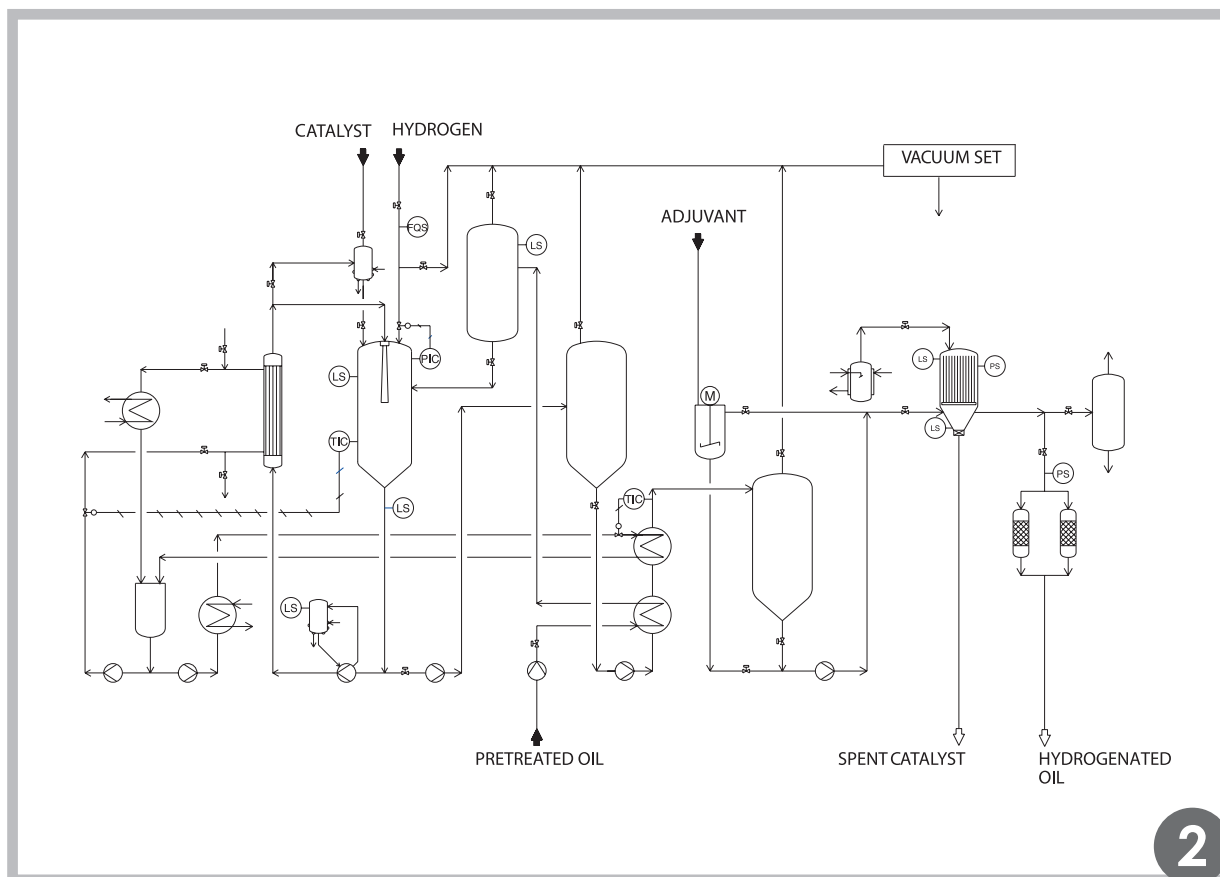 CATALYST
HYDROGEN
VACUUM SET
ADJUVANT
FQS
LS
PIC
LS
LS
PS
LS
M
TIC
LS
PS
TIC
LS
LS
PRETREATED OIL
SPENT CATALYST
HYDROGENATED
OIL
2